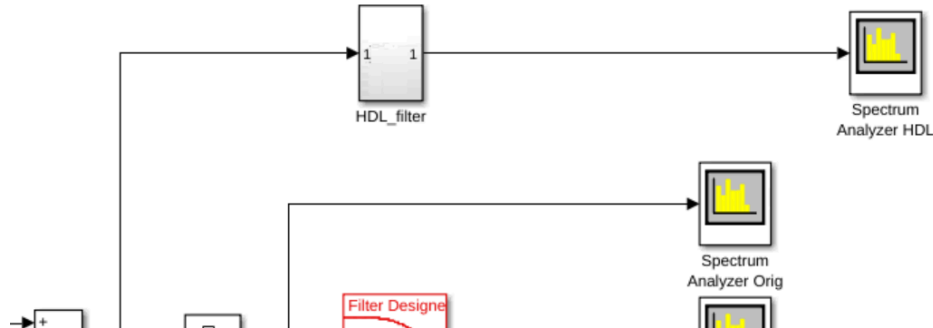 1 1
HDL_filter
Spectrum
Analyzer HDL
Spectrum
Analyzer Orig
Filter Designe
+